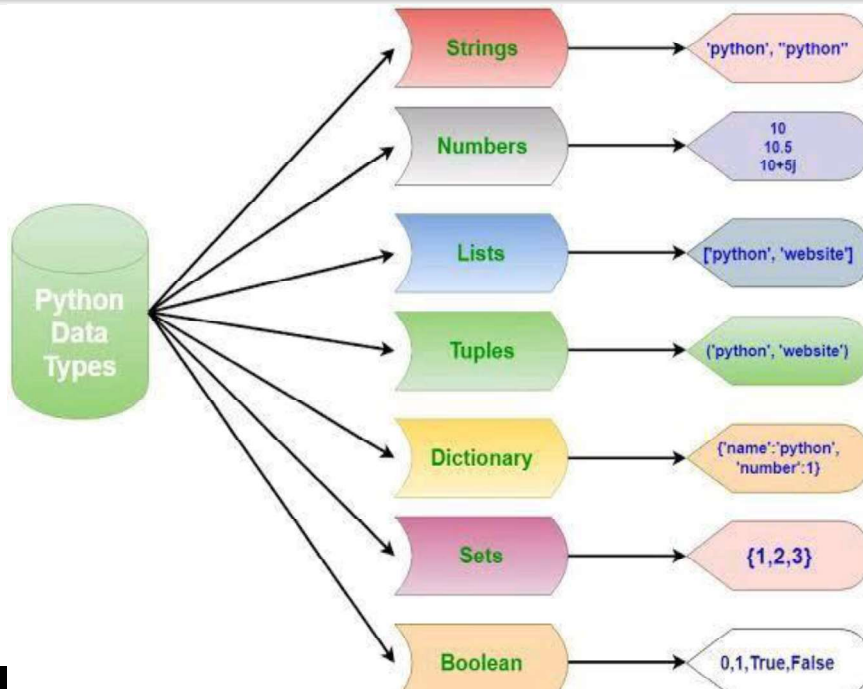 Python
Data
Types
Strings
'python', "python"
Numbers
10
10.5
10+5j
Lists
['python', 'website']
Tuples
('python', 'website')
Dictionary
{'name':'python',
'number':1}
Sets
{1,2,3}
Boolean
0,1,True,False